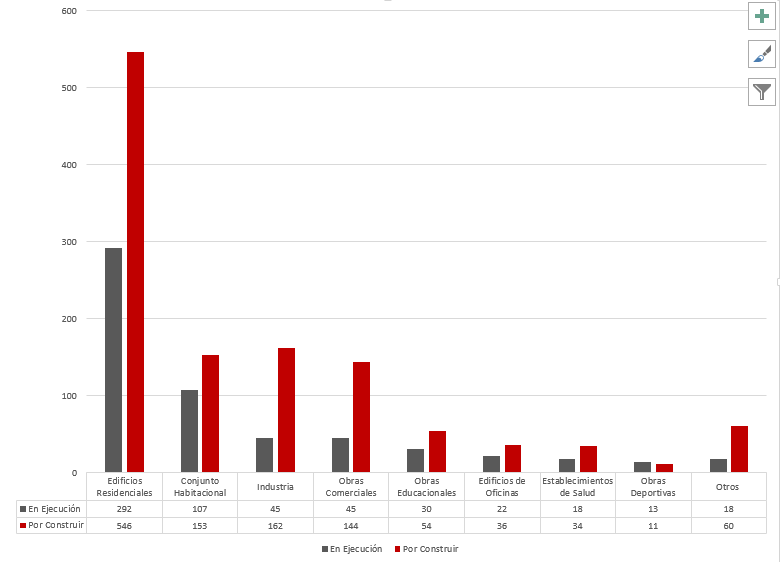 600
500
400
300
200
100
0
Edificios Residenciales
Conjunto Habitacional
Industria
Obras Comerciales
Obras Educacionales
Edificios de Oficinas
Establecimientos de Salud
Obras Deportivas
Otros
En Ejecución 292 107 45 45 30 22 18 13 18
Por Construir 546 153 162 144 54 36 34 11 60
En Ejecución Por Construir